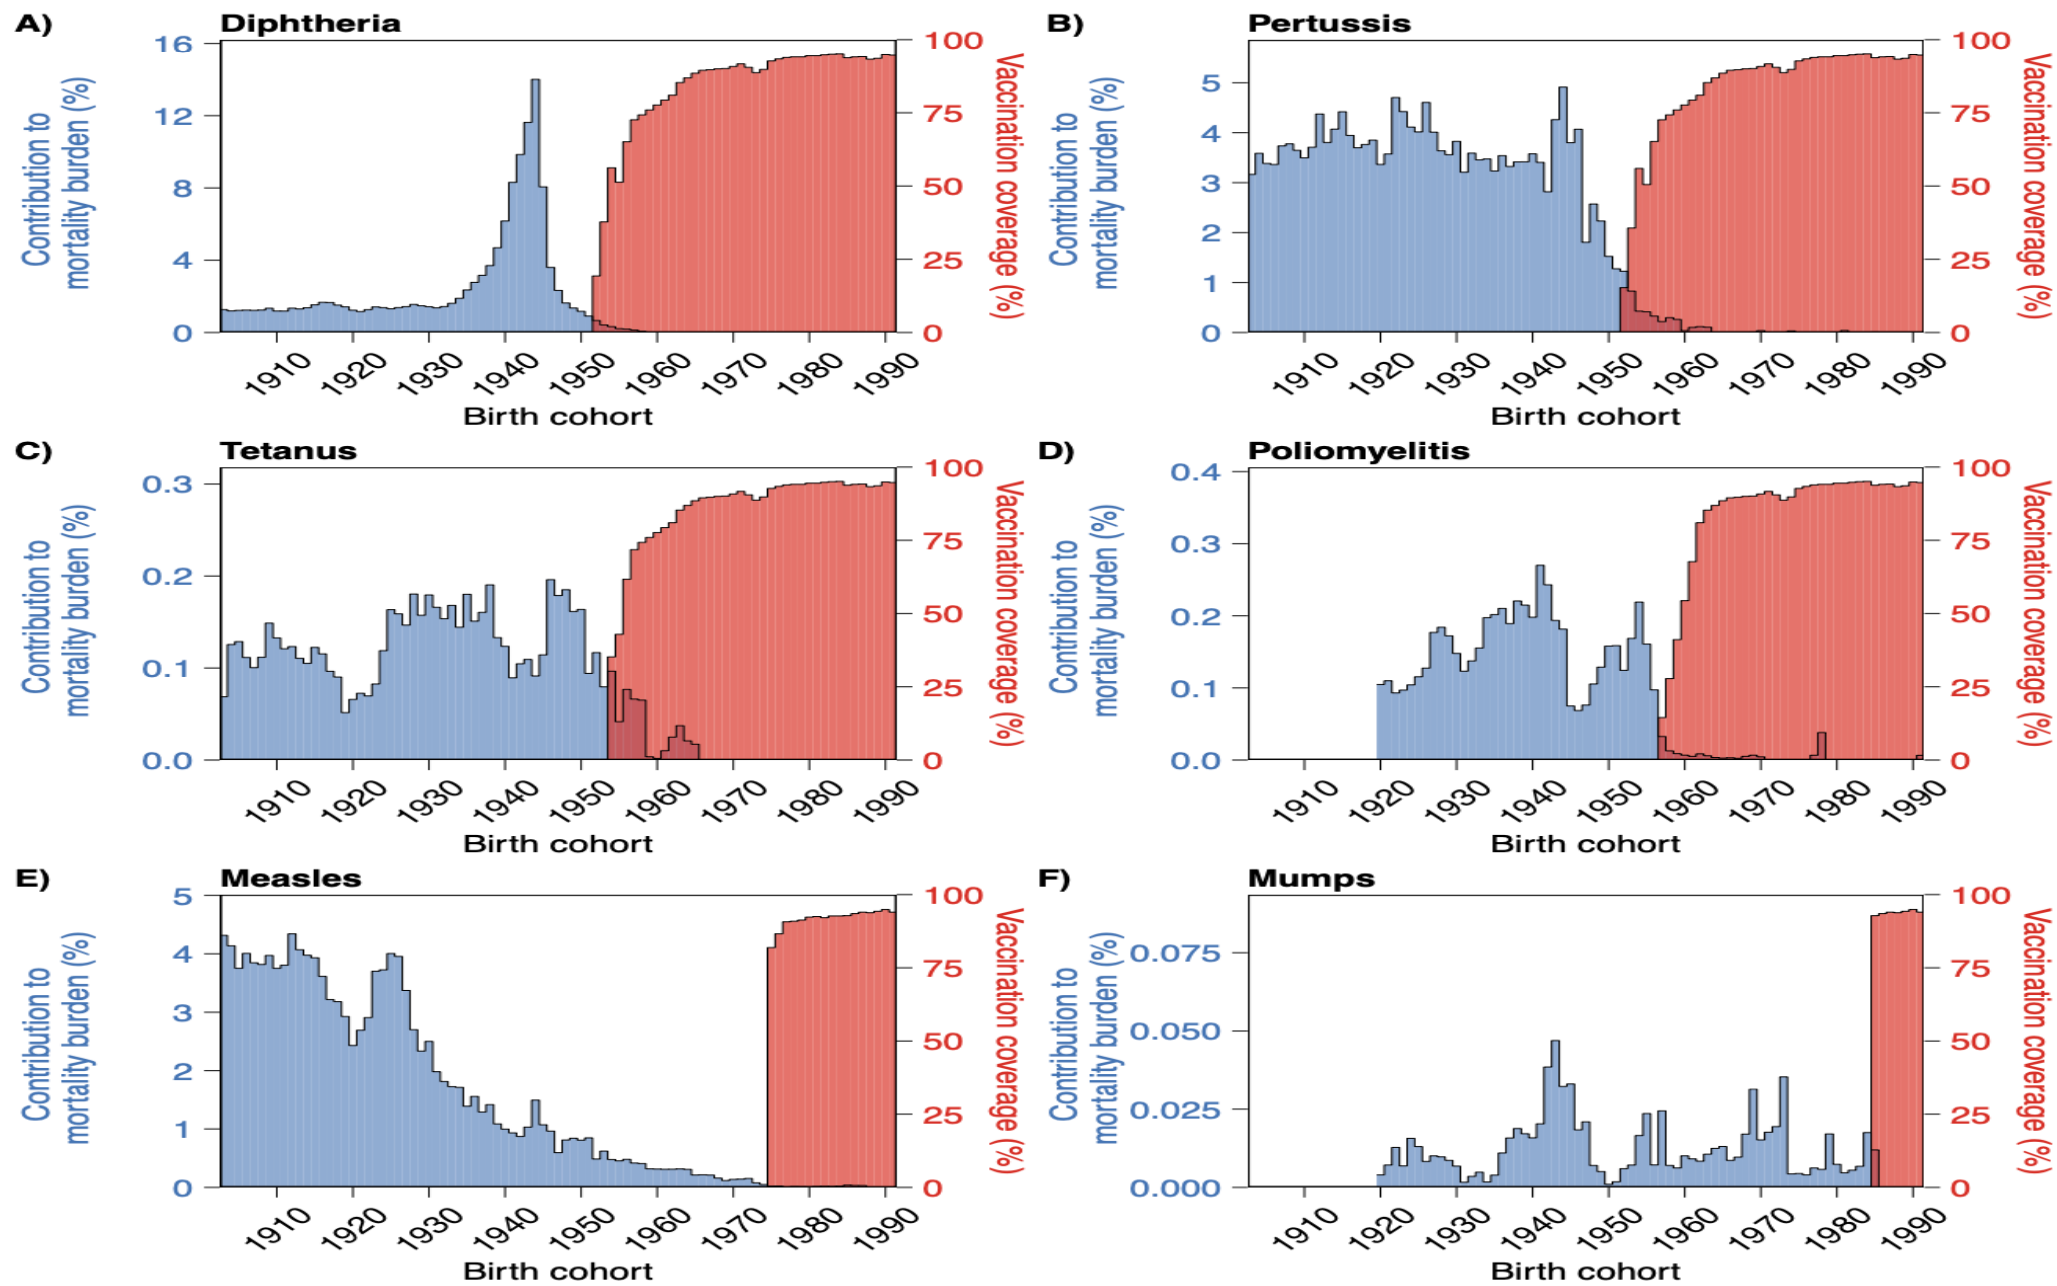 A) Diphtheria
Contribution to
mortality burden (%)
16
12
8
4
0
100
75
50
25
0
Vaccination coverage (%)
1910 1920 1930 1940 1950 1960 1970 1980 1990
Birth cohort
B) Pertussis
Contribution to
mortality burden (%)
5
4
3
2
1
0
100
75
50
25
0
Vaccination coverage (%)
1910 1920 1930 1940 1950 1960 1970 1980 1990
Birth cohort
C) Tetanus
Contribution to
mortality burden (%)
0.3
0.2
0.1
0.0
100
75
50
25
0
Vaccination coverage (%)
1910 1920 1930 1940 1950 1960 1970 1980 1990
Birth cohort
D) Poliomyelitis
Contribution to
mortality burden (%)
0.4
0.3
0.2
0.1
0.0
100
75
50
25
0
Vaccination coverage (%)
1910 1920 1930 1940 1950 1960 1970 1980 1990
Birth cohort
E) Measles
Contribution to
mortality burden (%)
5
4
3
2
1
0
100
75
50
25
0
Vaccination coverage (%)
1910 1920 1930 1940 1950 1960 1970 1980 1990
Birth cohort
F) Mumps
Contribution to
mortality burden (%)
0.075
0.050
0.025
0.000
100
75
50
25
0
Vaccination coverage (%)
1910 1920 1930 1940 1950 1960 1970 1980 1990
Birth cohort